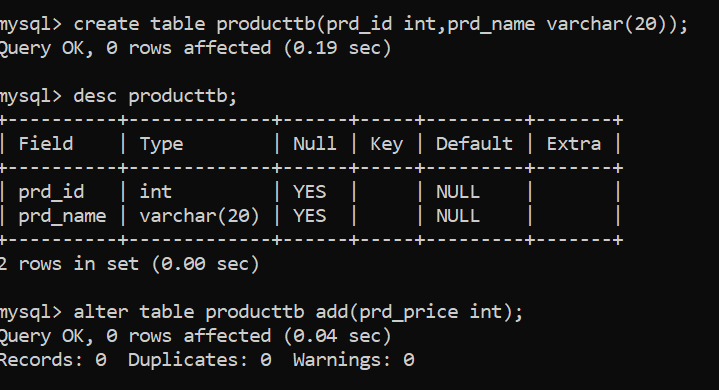 mysql> create table producttb(prd_id int,prd_name varchar(20));
Query OK, 0 rows affected (0.19 sec)
mysql> desc producttb;
+----------+-------------+------+-----+---------+-------+
| Field    | Type        | Null | Key | Default | Extra |
+----------+-------------+------+-----+---------+-------+
| prd_id   | int         | YES  |     | NULL    |       |
| prd_name | varchar(20) | YES  |     | NULL    |       |
+----------+-------------+------+-----+---------+-------+
2 rows in set (0.00 sec)
mysql> alter table producttb add(prd_price int);
Query OK, 0 rows affected (0.04 sec)
Records: 0  Duplicates: 0  Warnings: 0